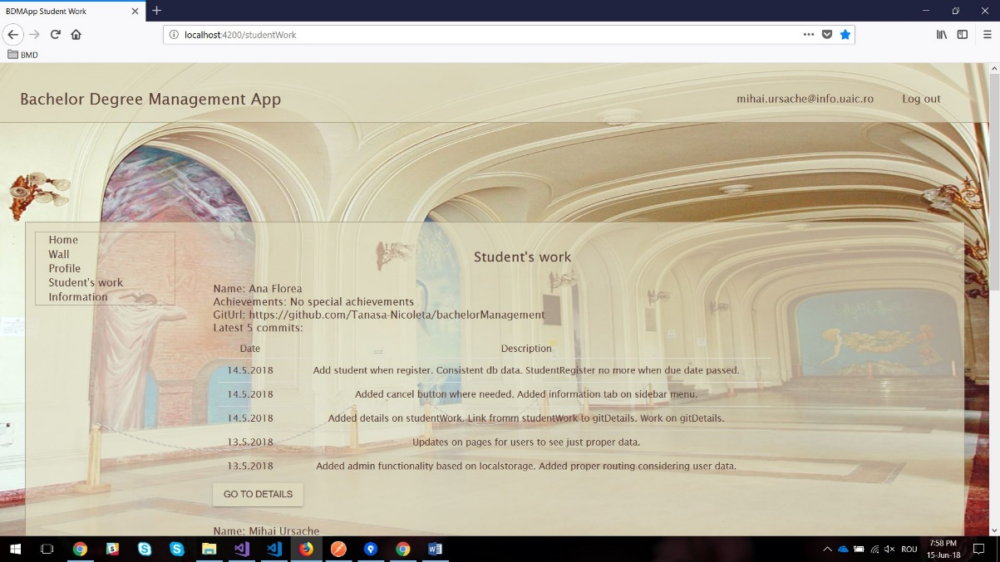 BDMApp Student Work
localhost:4200/studentWork
BMD
Bachelor Degree Management App
mihai.ursache@info.uaic.ro
Log out
Home
Wall
Profile
Student's work
Information
Student's work
Name: Ana Florea
Achievements: No special achievements
GitUrl: https://github.com/Tanasa-Nicoleta/bachelorManagement
Latest 5 commits:
Date Description
14.5.2018 Add student when register. Consistent db data. StudentRegister no more when due date passed.
14.5.2018 Added cancel button where needed. Added information tab on sidebar menu.
14.5.2018 Added details on studentWork. Link fromm studentWork to gitDetails. Work on gitDetails.
13.5.2018 Updates on pages for users to see just proper data.
13.5.2018 Added admin functionality based on localstorage. Added proper routing considering user data.
GO TO DETAILS
Name: Mihai Ursache
ROU
7:58 PM
15-Jun-18